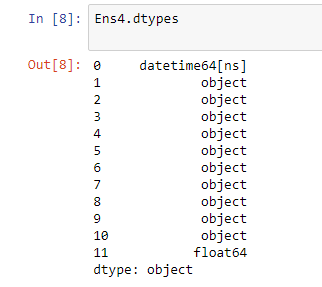 In [8]: Ens4.dtypes
Out[8]: 0 datetime64[ns]
1 object
2 object
3 object
4 object
5 object
6 object
7 object
8 object
9 object
10 object
11 float64
dtype: object